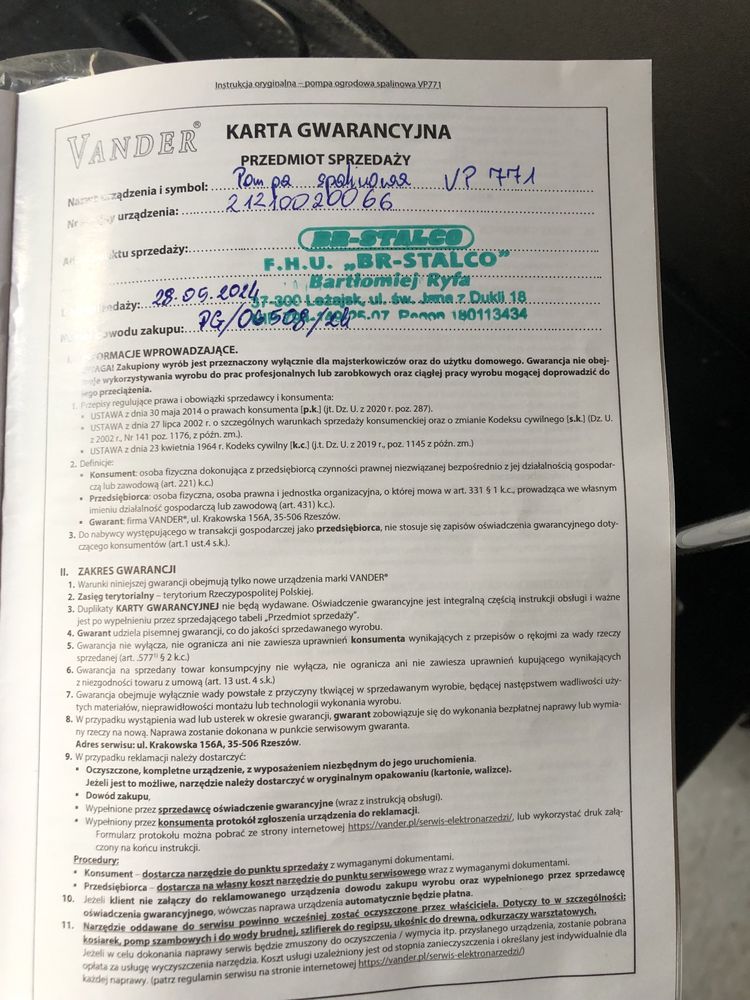 Instrukcja oryginalna – pompa ogrodowa spalinowa VP771
VANDER® KARTA GWARANCYJNA
PRZEDMIOT SPRZEDAŻY
urządzenia i symbol: Pompa spalinowa VP 771
urządzenia: 21210020066
sprzedaży:
BR-STALCO
F.H.U. „BR-STALCO”
Bartłomiej Ryfa
37-300 Leżajsk, ul. św. Jana z Dukli 18
28.05.2024
180113434
dowodu zakupu:
I. INFORMACJE WPROWADZAJĄCE.
UWAGA! Zakupiony wyrób jest przeznaczony wyłącznie dla majsterkowiczów oraz do użytku domowego. Gwarancja nie obej-
muje wykorzystywania wyrobu do prac profesjonalnych lub zarobkowych oraz ciągłej pracy wyrobu mogącej doprowadzić do
jego przeciążenia.
1. Przepisy regulujące prawa i obowiązki sprzedawcy i konsumenta:
• USTAWA z dnia 30 maja 2014 o prawach konsumenta [p.k.] (jt. Dz. U. z 2020 r. poz. 287).
• USTAWA z dnia 27 lipca 2002 r. o szczególnych warunkach sprzedaży konsumenckiej oraz o zmianie Kodeksu cywilnego [s.k.] (Dz. U.
z 2002 r., Nr 141 poz. 1176, z późn. zm.).
• USTAWA z dnia 23 kwietnia 1964 r. Kodeks cywilny [k.c.] (j.t. Dz. U. z 2019 r., poz. 1145 z późn. zm.)
2. Definicje:
• Konsument: osoba fizyczna dokonująca z przedsiębiorcą czynności prawnej niezwiązanej bezpośrednio z jej działalnością gospodar-
czą lub zawodową (art. 221) k.c.)
• Przedsiębiorca: osoba fizyczna, osoba prawna i jednostka organizacyjna, o której mowa w art. 331 § 1 k.c., prowadząca we własnym
imieniu działalność gospodarczą lub zawodową (art. 431) k.c.).
• Gwarant: firma VANDER®, ul. Krakowska 156A, 35-506 Rzeszów.
3. Do nabywcy występującego w transakcji gospodarczej jako przedsiębiorca, nie stosuje się zapisów oświadczenia gwarancyjnego doty-
czącego konsumentów (art.1 ust.4 s.k.).
II. ZAKRES GWARANCJI
1. Warunki niniejszej gwarancji obejmują tylko nowe urządzenia marki VANDER®
2. Zasięg terytorialny – terytorium Rzeczypospolitej Polskiej.
3. Duplikaty KARTY GWARANCYJNEJ nie będą wydawane. Oświadczenie gwarancyjne jest integralną częścią instrukcji obsługi i ważne
jest po wypełnieniu przez sprzedającego tabeli „Przedmiot sprzedaży”.
4. Gwarant udziela pisemnej gwarancji, co do jakości sprzedawanego wyrobu.
5. Gwarancja nie wyłącza, nie ogranicza ani nie zawiesza uprawnień konsumenta wynikających z przepisów o rękojmi za wady rzeczy
sprzedanej (art. .577¹⁾ § 2 k.c.)
6. Gwarancja na sprzedany towar konsumpcyjny nie wyłącza, nie ogranicza ani nie zawiesza uprawnień kupującego wynikających
z niezgodności towaru z umową (art. 13 ust. 4 s.k.)
7. Gwarancja obejmuje wyłącznie wady powstałe z przyczyny tkwiącej w sprzedawanym wyrobie, będącej następstwem wadliwości uży-
tych materiałów, nieprawidłowości montażu lub technologii wykonania wyrobu.
8. W przypadku wystąpienia wad lub usterek w okresie gwarancji, gwarant zobowiązuje się do wykonania bezpłatnej naprawy lub wymia-
ny rzeczy na nową. Naprawa zostanie dokonana w punkcie serwisowym gwaranta.
Adres serwisu: ul. Krakowska 156A, 35-506 Rzeszów.
9. W przypadku reklamacji należy dostarczyć:
• Oczyszczone, kompletne urządzenie, z wyposażeniem niezbędnym do jego uruchomienia.
Jeżeli jest to możliwe, narzędzie należy dostarczyć w oryginalnym opakowaniu (kartonie, walizce).
• Dowód zakupu,
• Wypełnione przez sprzedawcę oświadczenie gwarancyjne (wraz z instrukcją obsługi).
• Wypełniony przez konsumenta protokół zgłoszenia urządzenia do reklamacji.
Formularz protokołu można pobrać ze strony internetowej https://vander.pl/serwis-elektronarzedzi/, lub wykorzystać druk załą-
czony na końcu instrukcji.
Procedury:
• Konsument – dostarcza narzędzie do punktu sprzedaży z wymaganymi dokumentami.
• Przedsiębiorca – dostarcza na własny koszt narzędzie do punktu serwisowego wraz z wymaganymi dokumentami.
10. Jeżeli klient nie załączy do reklamowanego urządzenia dowodu zakupu wyrobu oraz wypełnionego przez sprzedawcę
oświadczenia gwarancyjnego, wówczas naprawa urządzenia automatycznie będzie płatna.
11. Narzędzie oddawane do serwisu powinno wcześniej zostać oczyszczone przez właściciela. Dotyczy to w szczególności:
kosiarek, pomp szambowych i do wody brudnej, szlifierek do regipsu, ukośnic do drewna, odkurzaczy warsztatowych.
Jeżeli w celu dokonania naprawy serwis będzie zmuszony do oczyszczenia / wymycia itp. przysłanego urządzenia, zostanie pobrana
opłata za usługę wyczyszczenia narzędzia. Koszt usługi uzależniony jest od stopnia zanieczyszczenia i określany jest indywidualnie dla
każdej naprawy. (patrz regulamin serwisu na stronie internetowej https://vander.pl/serwis-elektronarzedzi/)